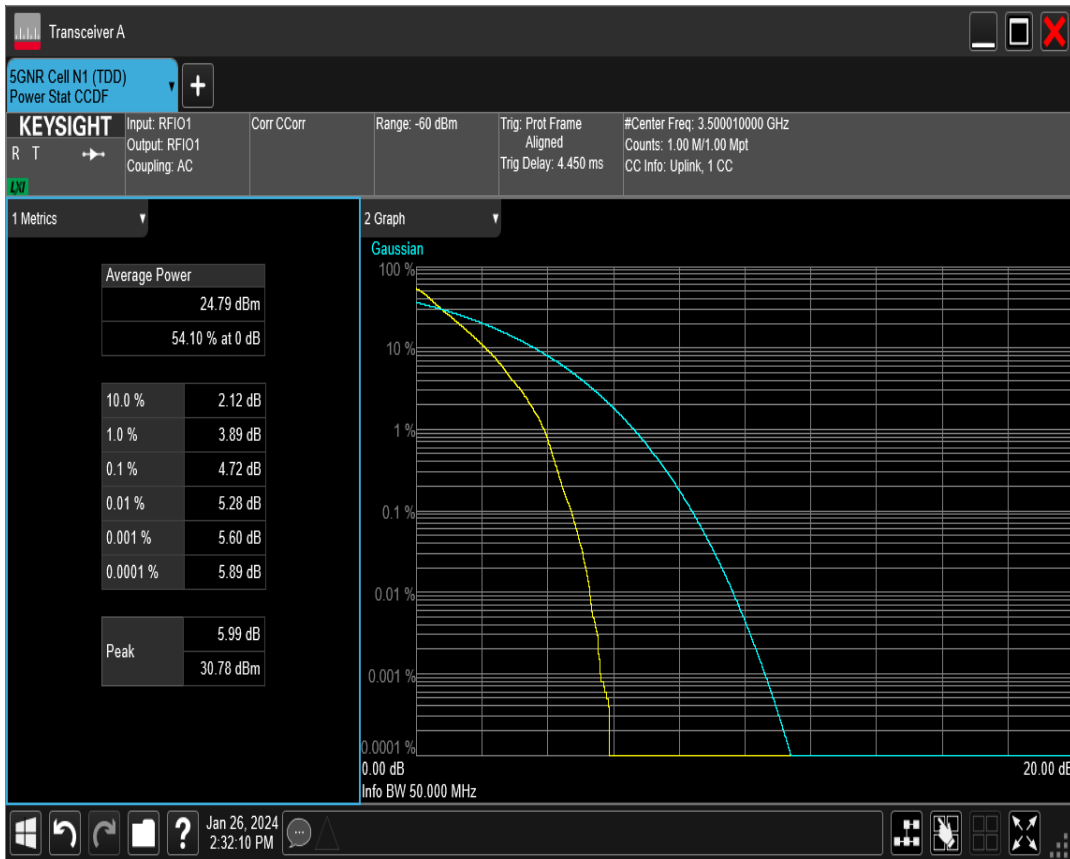 Transceiver A
5GNR Cell N1 (TDD)
Power Stat CCDF
+
KEYSIGHT
R T
LXI
Input: RFIO1
Output: RFIO1
Coupling: AC
Corr CCorr
Range: -60 dBm
Trig: Prot Frame
Aligned
Trig Delay: 4.450 ms
#Center Freq: 3.500010000 GHz
Counts: 1.00 M/1.00 Mpt
CC Info: Uplink, 1 CC
1 Metrics
Average Power
24.79 dBm
54.10 % at 0 dB
10.0 % 2.12 dB
1.0 % 3.89 dB
0.1 % 4.72 dB
0.01 % 5.28 dB
0.001 % 5.60 dB
0.0001 % 5.89 dB
Peak
5.99 dB
30.78 dBm
2 Graph
Gaussian
100 %
10 %
1 %
0.1 %
0.01 %
0.001 %
0.0001 %
0.00 dB 20.00 dB
Info BW 50.000 MHz
?
Jan 26, 2024
2:32:10 PM